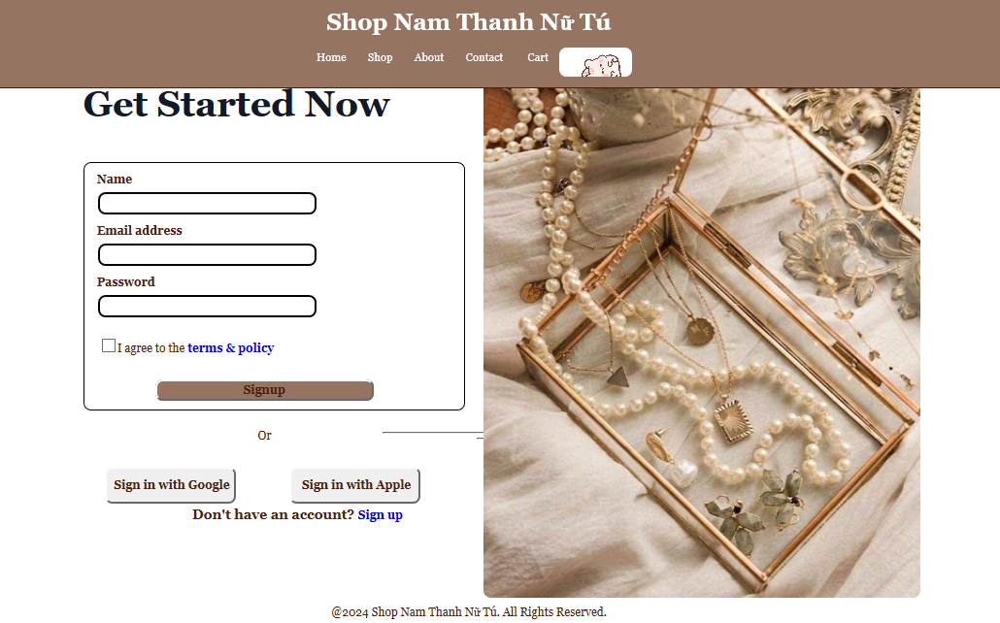 Shop Nam Thanh Nữ Tú
Home Shop About Contact Cart
Get Started Now
Name
Email address
Password
I agree to the terms & policy
Signup
Or
Sign in with Google Sign in with Apple
Don't have an account? Sign up
@2024 Shop Nam Thanh Nữ Tú. All Rights Reserved.